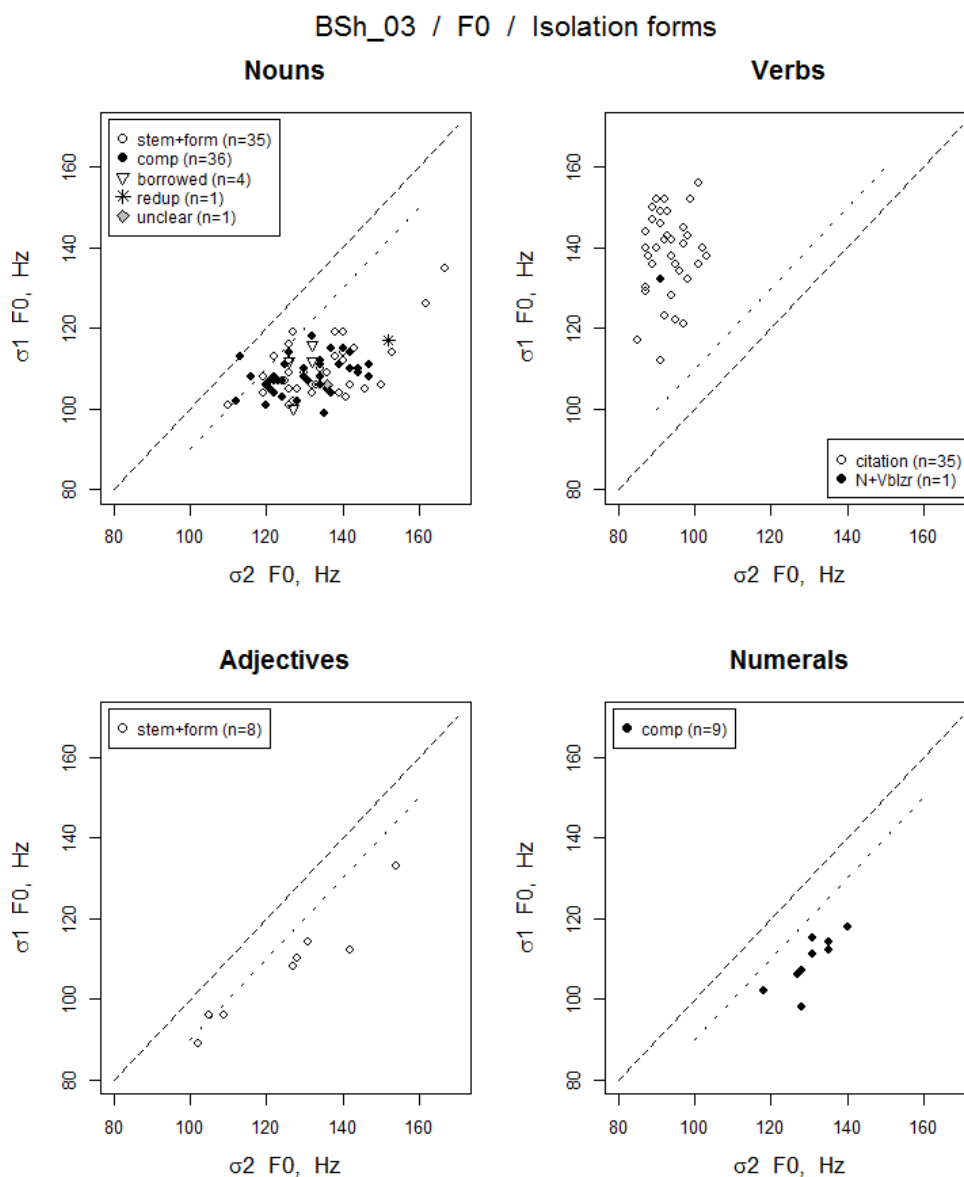 BSh_03 / F0 / Isolation forms
Nouns
stem+form (n=35)
comp (n=36)
borrowed (n=4)
redup (n=1)
unclear (n=1)
160
140
120
100
80
σ1 F0, Hz
80 100 120 140 160
σ2 F0, Hz
Verbs
citation (n=35)
N+Vblzr (n=1)
160
140
120
100
80
σ1 F0, Hz
80 100 120 140 160
σ2 F0, Hz
Adjectives
stem+form (n=8)
160
140
120
100
80
σ1 F0, Hz
80 100 120 140 160
σ2 F0, Hz
Numerals
comp (n=9)
160
140
120
100
80
σ1 F0, Hz
80 100 120 140 160
σ2 F0, Hz